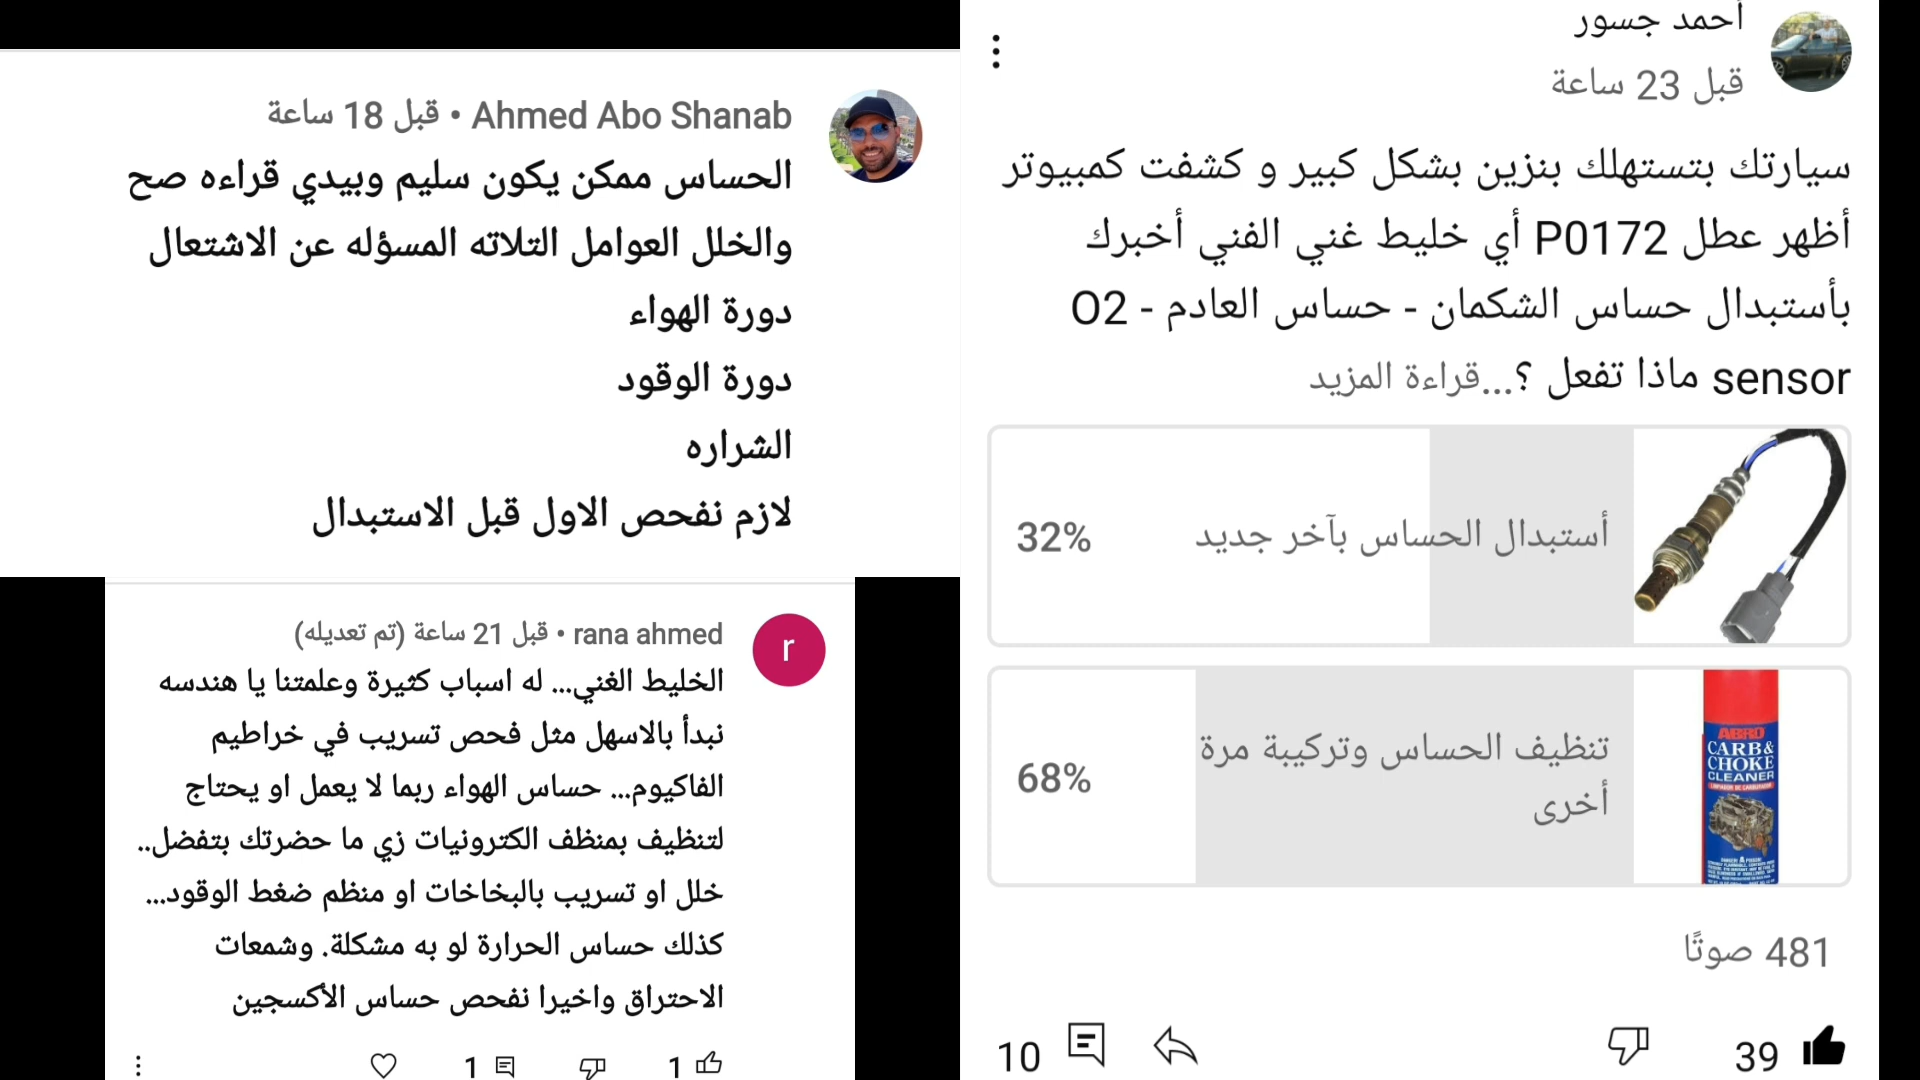 أحمد جسور
قبل 23 ساعة
سيارتك بتستهلك بنزين بشكل كبير و كشفت كمبيوتر
أظهر عطل P0172 أي خليط غني الفني أخبرك
بأستبدال حساس الشكمان - حساس العادم - O2
sensor ماذا تفعل ؟...قراءة المزيد
أستبدال الحساس بآخر جديد
32%
تنظيف الحساس وتركيبة مرة
أخرى
68%
ABRO
CARB &
CHOKE
CLEANER
481 صوتًا
39
10
Ahmed Abo Shanab • قبل 18 ساعة
الحساس ممكن يكون سليم وبيدي قراءه صح
والخلل العوامل التلاته المسؤله عن الاشتعال
دورة الهواء
دورة الوقود
الشراره
لازم نفحص الاول قبل الاستبدال
r
rana ahmed • قبل 21 ساعة (تم تعديله)
الخليط الغني... له اسباب كثيرة وعلمتنا يا هندسه
نبدأ بالاسهل مثل فحص تسريب في خراطيم
الفاكيوم... حساس الهواء ربما لا يعمل او يحتاج
لتنظيف بمنظف الكترونيات زي ما حضرتك بتفضل..
خلل او تسريب بالبخاخات او منظم ضغط الوقود...
كذلك حساس الحرارة لو به مشكلة. وشمعات
الاحتراق واخيرا نفحص حساس الأكسجين
1
1